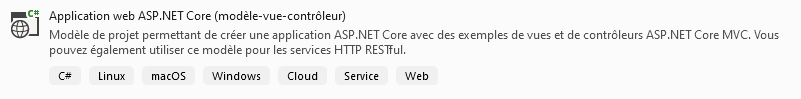 C#
Application web ASP.NET Core (modèle-vue-contrôleur)
Modèle de projet permettant de créer une application ASP.NET Core avec des exemples de vues et de contrôleurs ASP.NET Core MVC. Vous
pouvez également utiliser ce modèle pour les services HTTP RESTful.
C# Linux macOS Windows Cloud Service Web